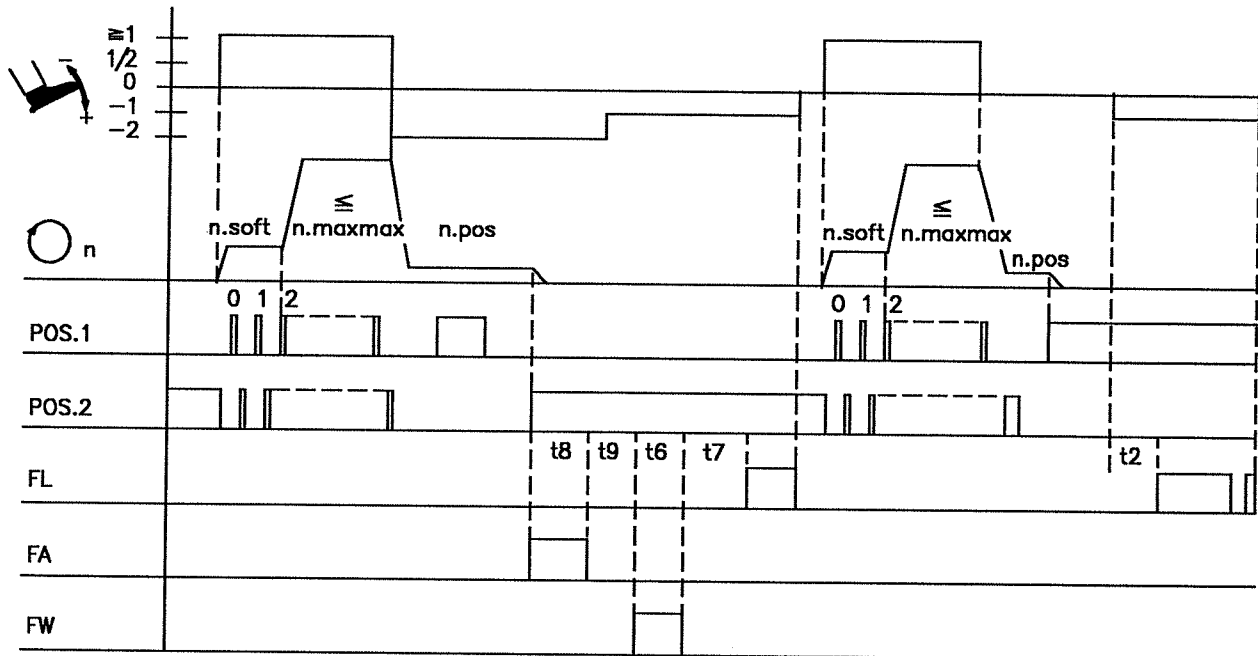 ≧1
1/2
0
-1
-2
−
+
n
n.soft
≦
n.maxmax
n.pos
n.soft
≦
n.maxmax
n.pos
0 1 2
0 1 2
POS.1
POS.2
t8 t9 t6 t7
t2
FL
FA
FW